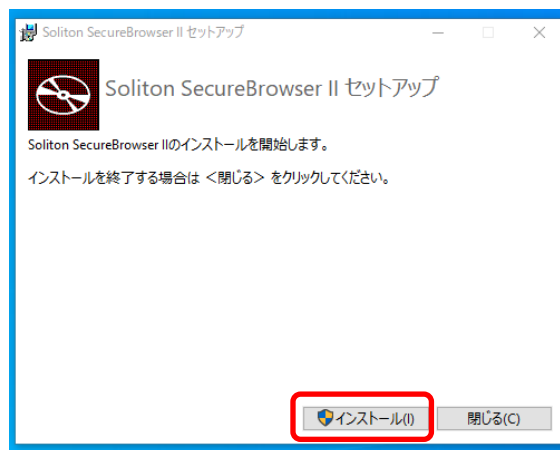 Soliton SecureBrowser II セットアップ
Soliton SecureBrowser II セットアップ
Soliton SecureBrowser IIのインストールを開始します。
インストールを終了する場合は <閉じる> をクリックしてください。
インストール(I) 閉じる(C)